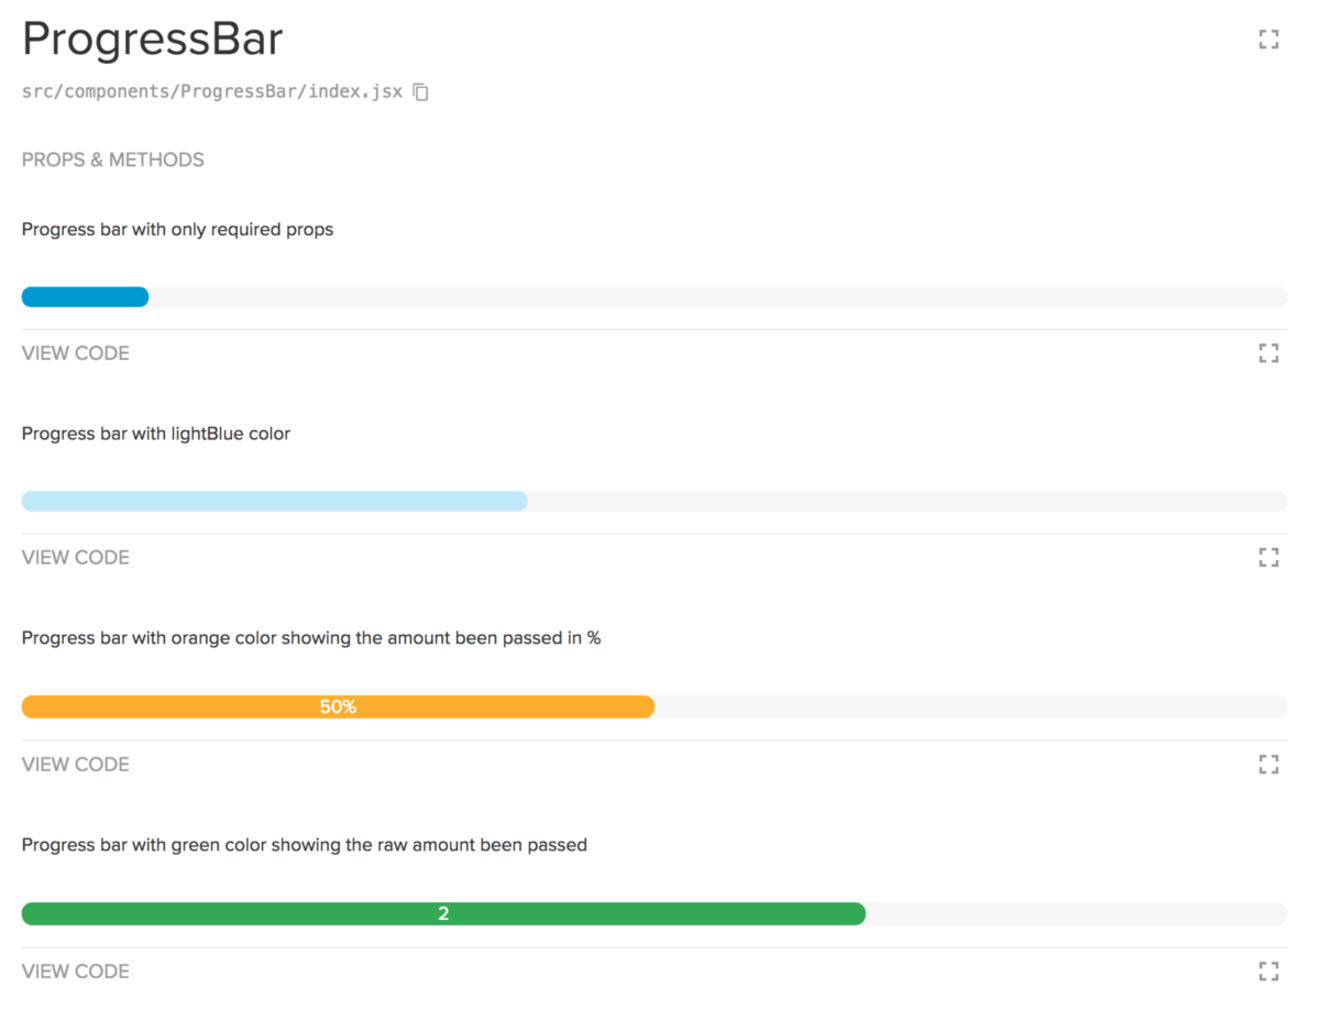 ProgressBar
src/components/ProgressBar/index.jsx
PROPS & METHODS
Progress bar with only required props
VIEW CODE
Progress bar with lightBlue color
VIEW CODE
Progress bar with orange color showing the amount been passed in %
50%
VIEW CODE
Progress bar with green color showing the raw amount been passed
2
VIEW CODE